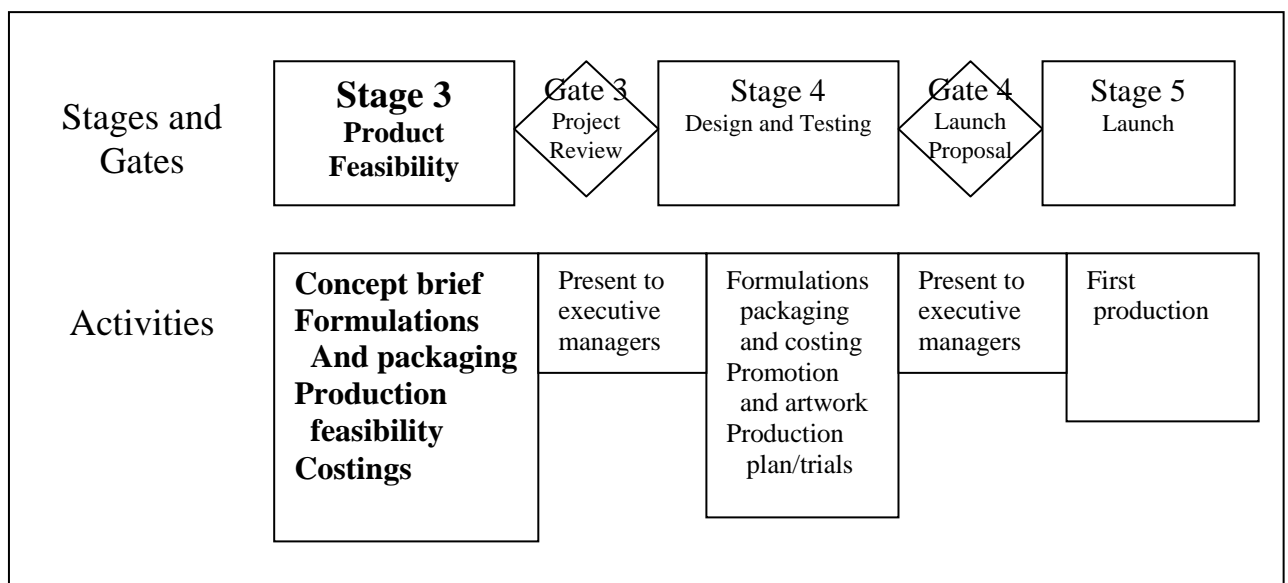 Stages and
Gates
Stage 3
Product
Feasibility
Gate 3
Project
Review
Stage 4
Design and Testing
Gate 4
Launch
Proposal
Stage 5
Launch
Activities
Concept brief
Formulations
And packaging
Production
feasibility
Costings
Present to
executive
managers
Formulations
packaging
and costing
Promotion
and artwork
Production
plan/trials
Present to
executive
managers
First
production